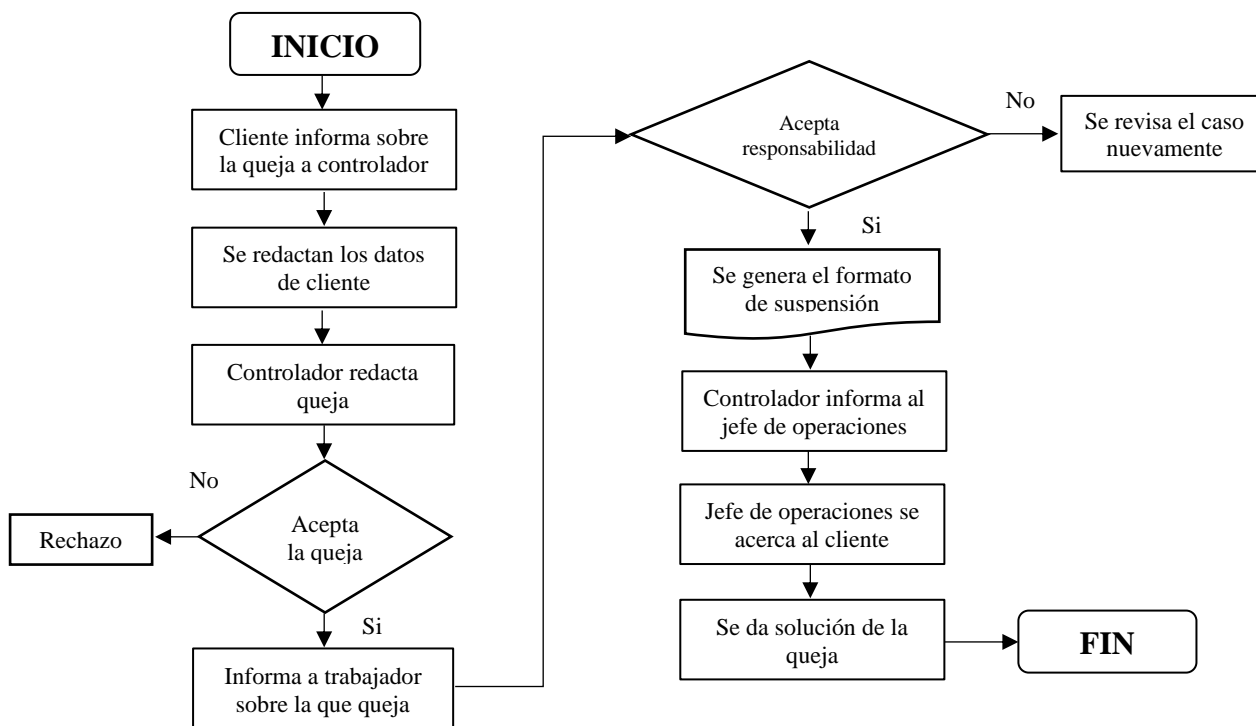 INICIO
Cliente informa sobre
la queja a controlador
Se redactan los datos
de cliente
Controlador redacta
queja
No
Acepta
la queja
Rechazo
Si
Informa a trabajador
sobre la que queja
Acepta
responsabilidad
No
Se revisa el caso
nuevamente
Si
Se genera el formato
de suspensión
Controlador informa al
jefe de operaciones
Jefe de operaciones se
acerca al cliente
Se da solución de la
queja
FIN